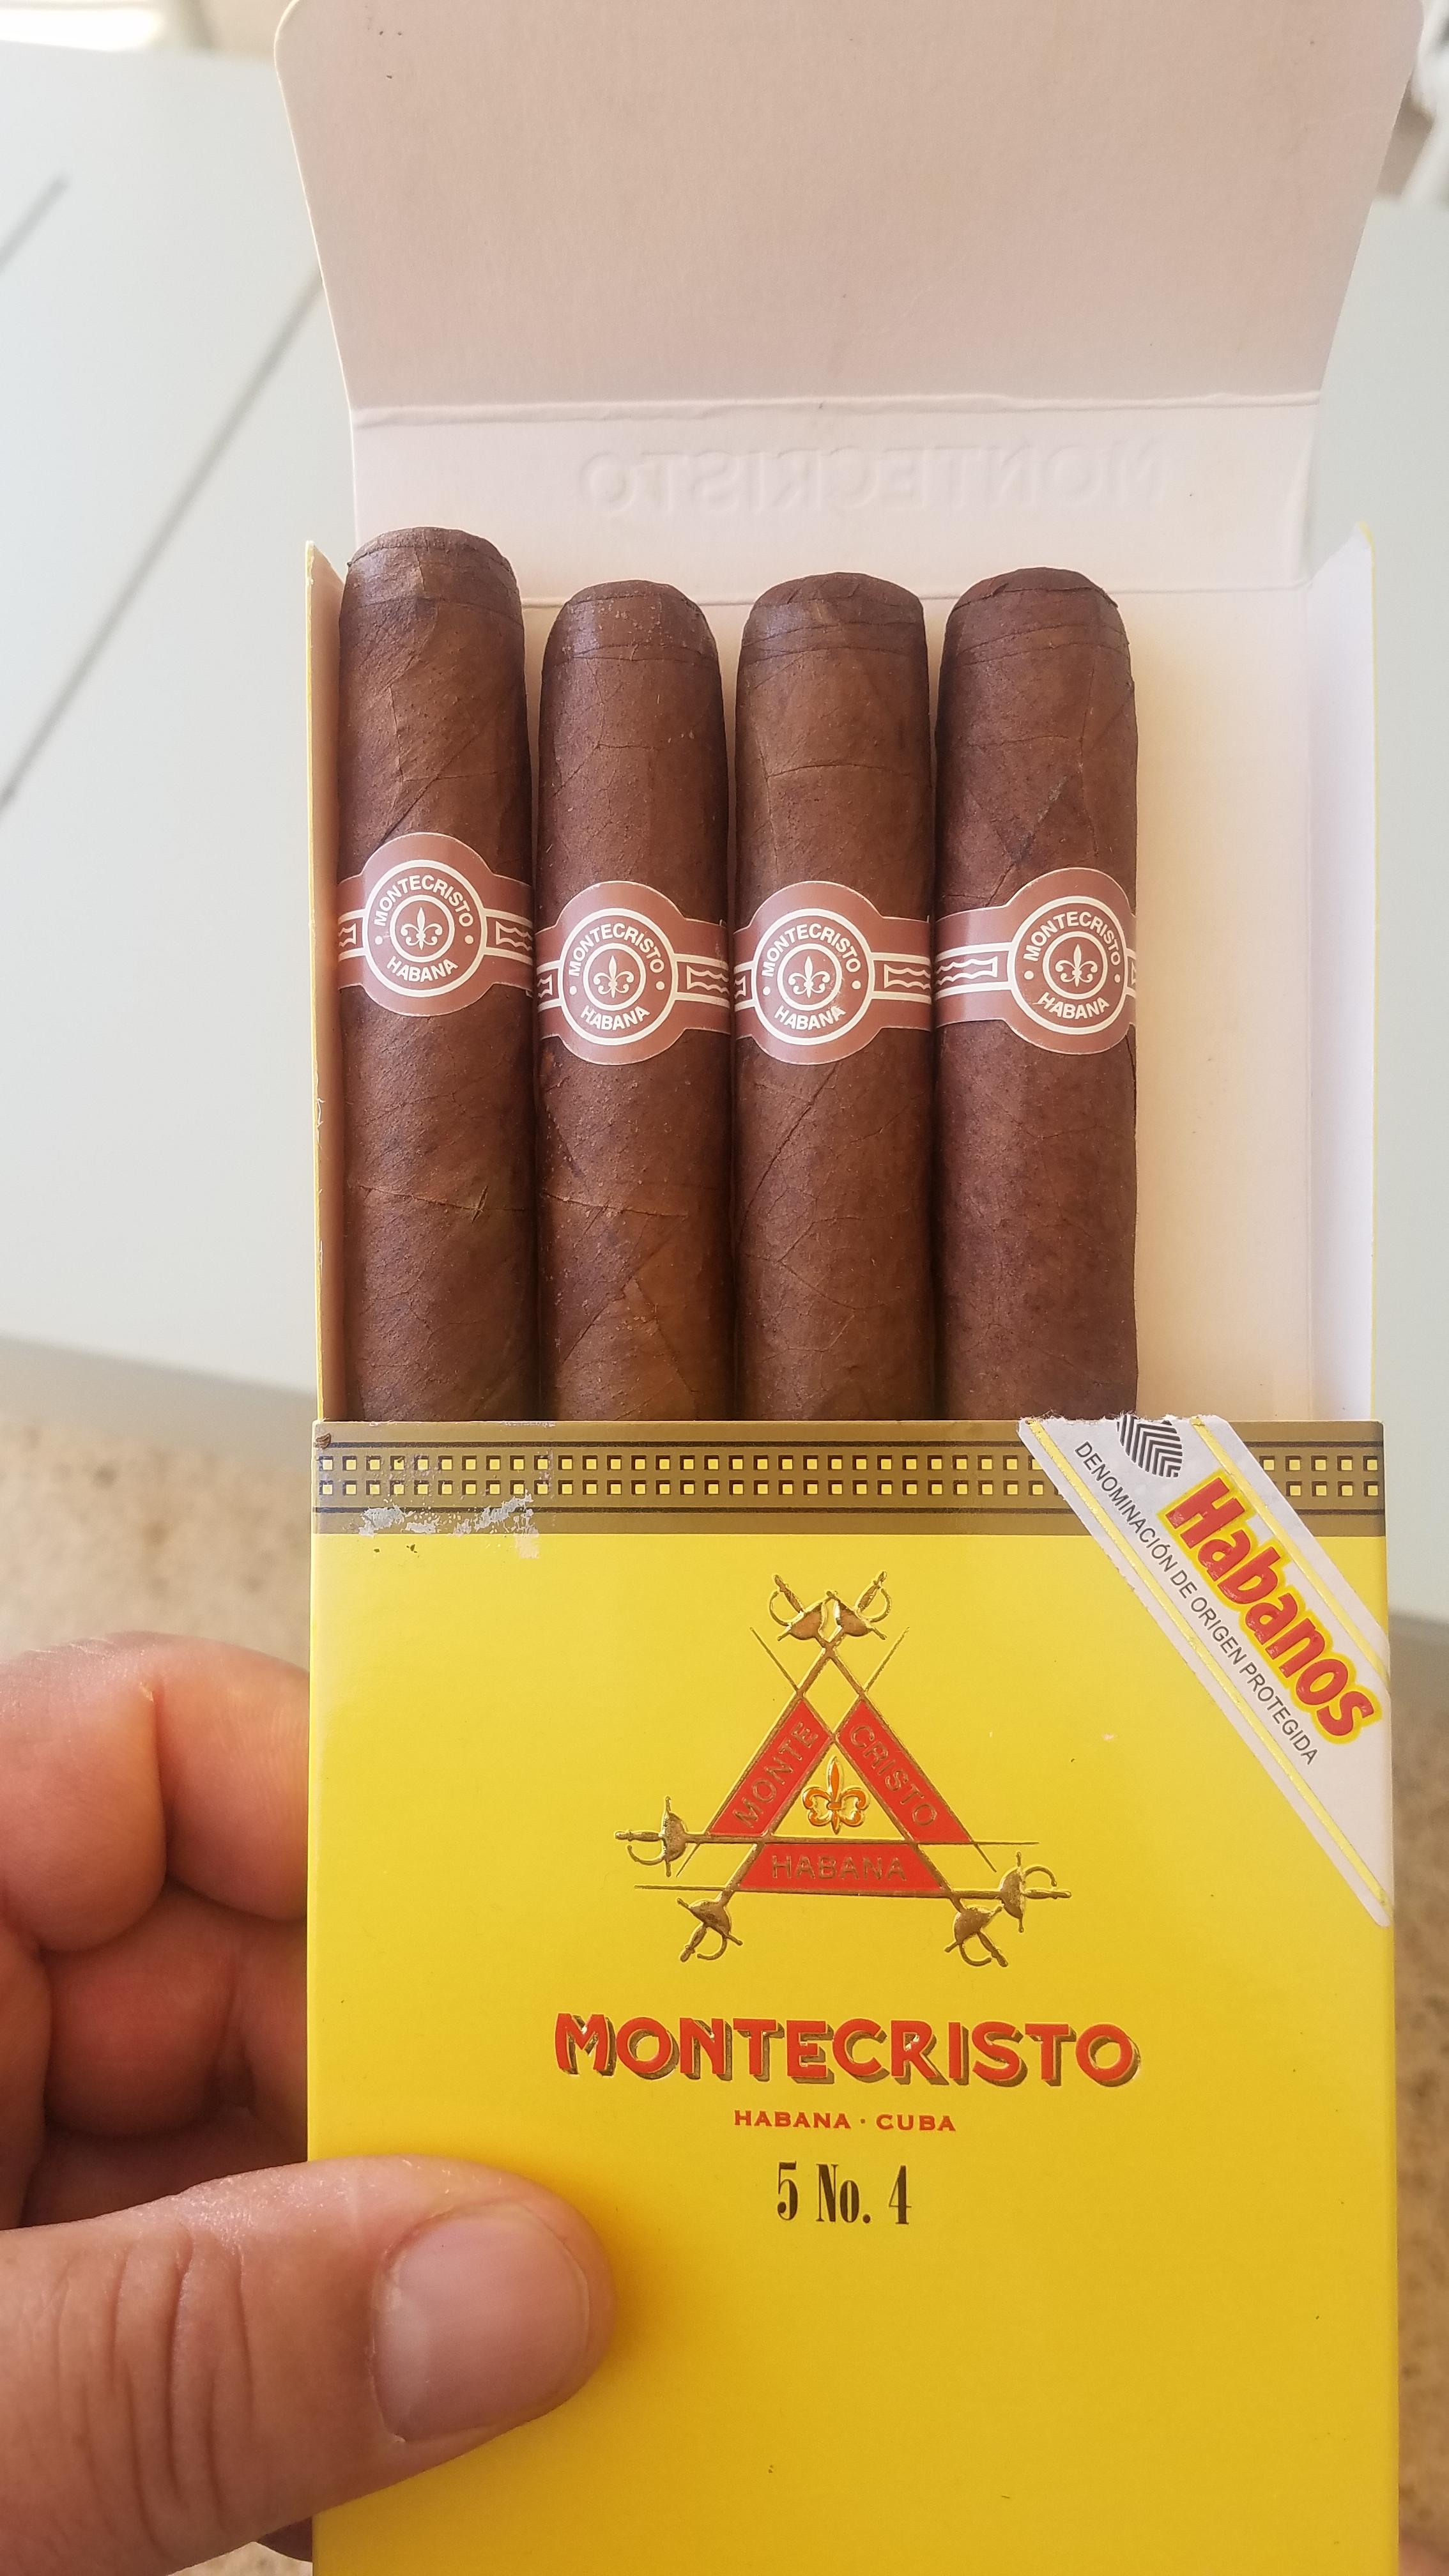 MONTECRISTO
MONTECRISTO
HABANA
MONTECRISTO
HABANA
MONTECRISTO
HABANA
MONTECRISTO
HABANA
Habanos
DENOMINACIÓN DE ORIGEN PROTEGIDA
MONTE CRISTO
HABANA
MONTECRISTO
HABANA · CUBA
5 No. 4